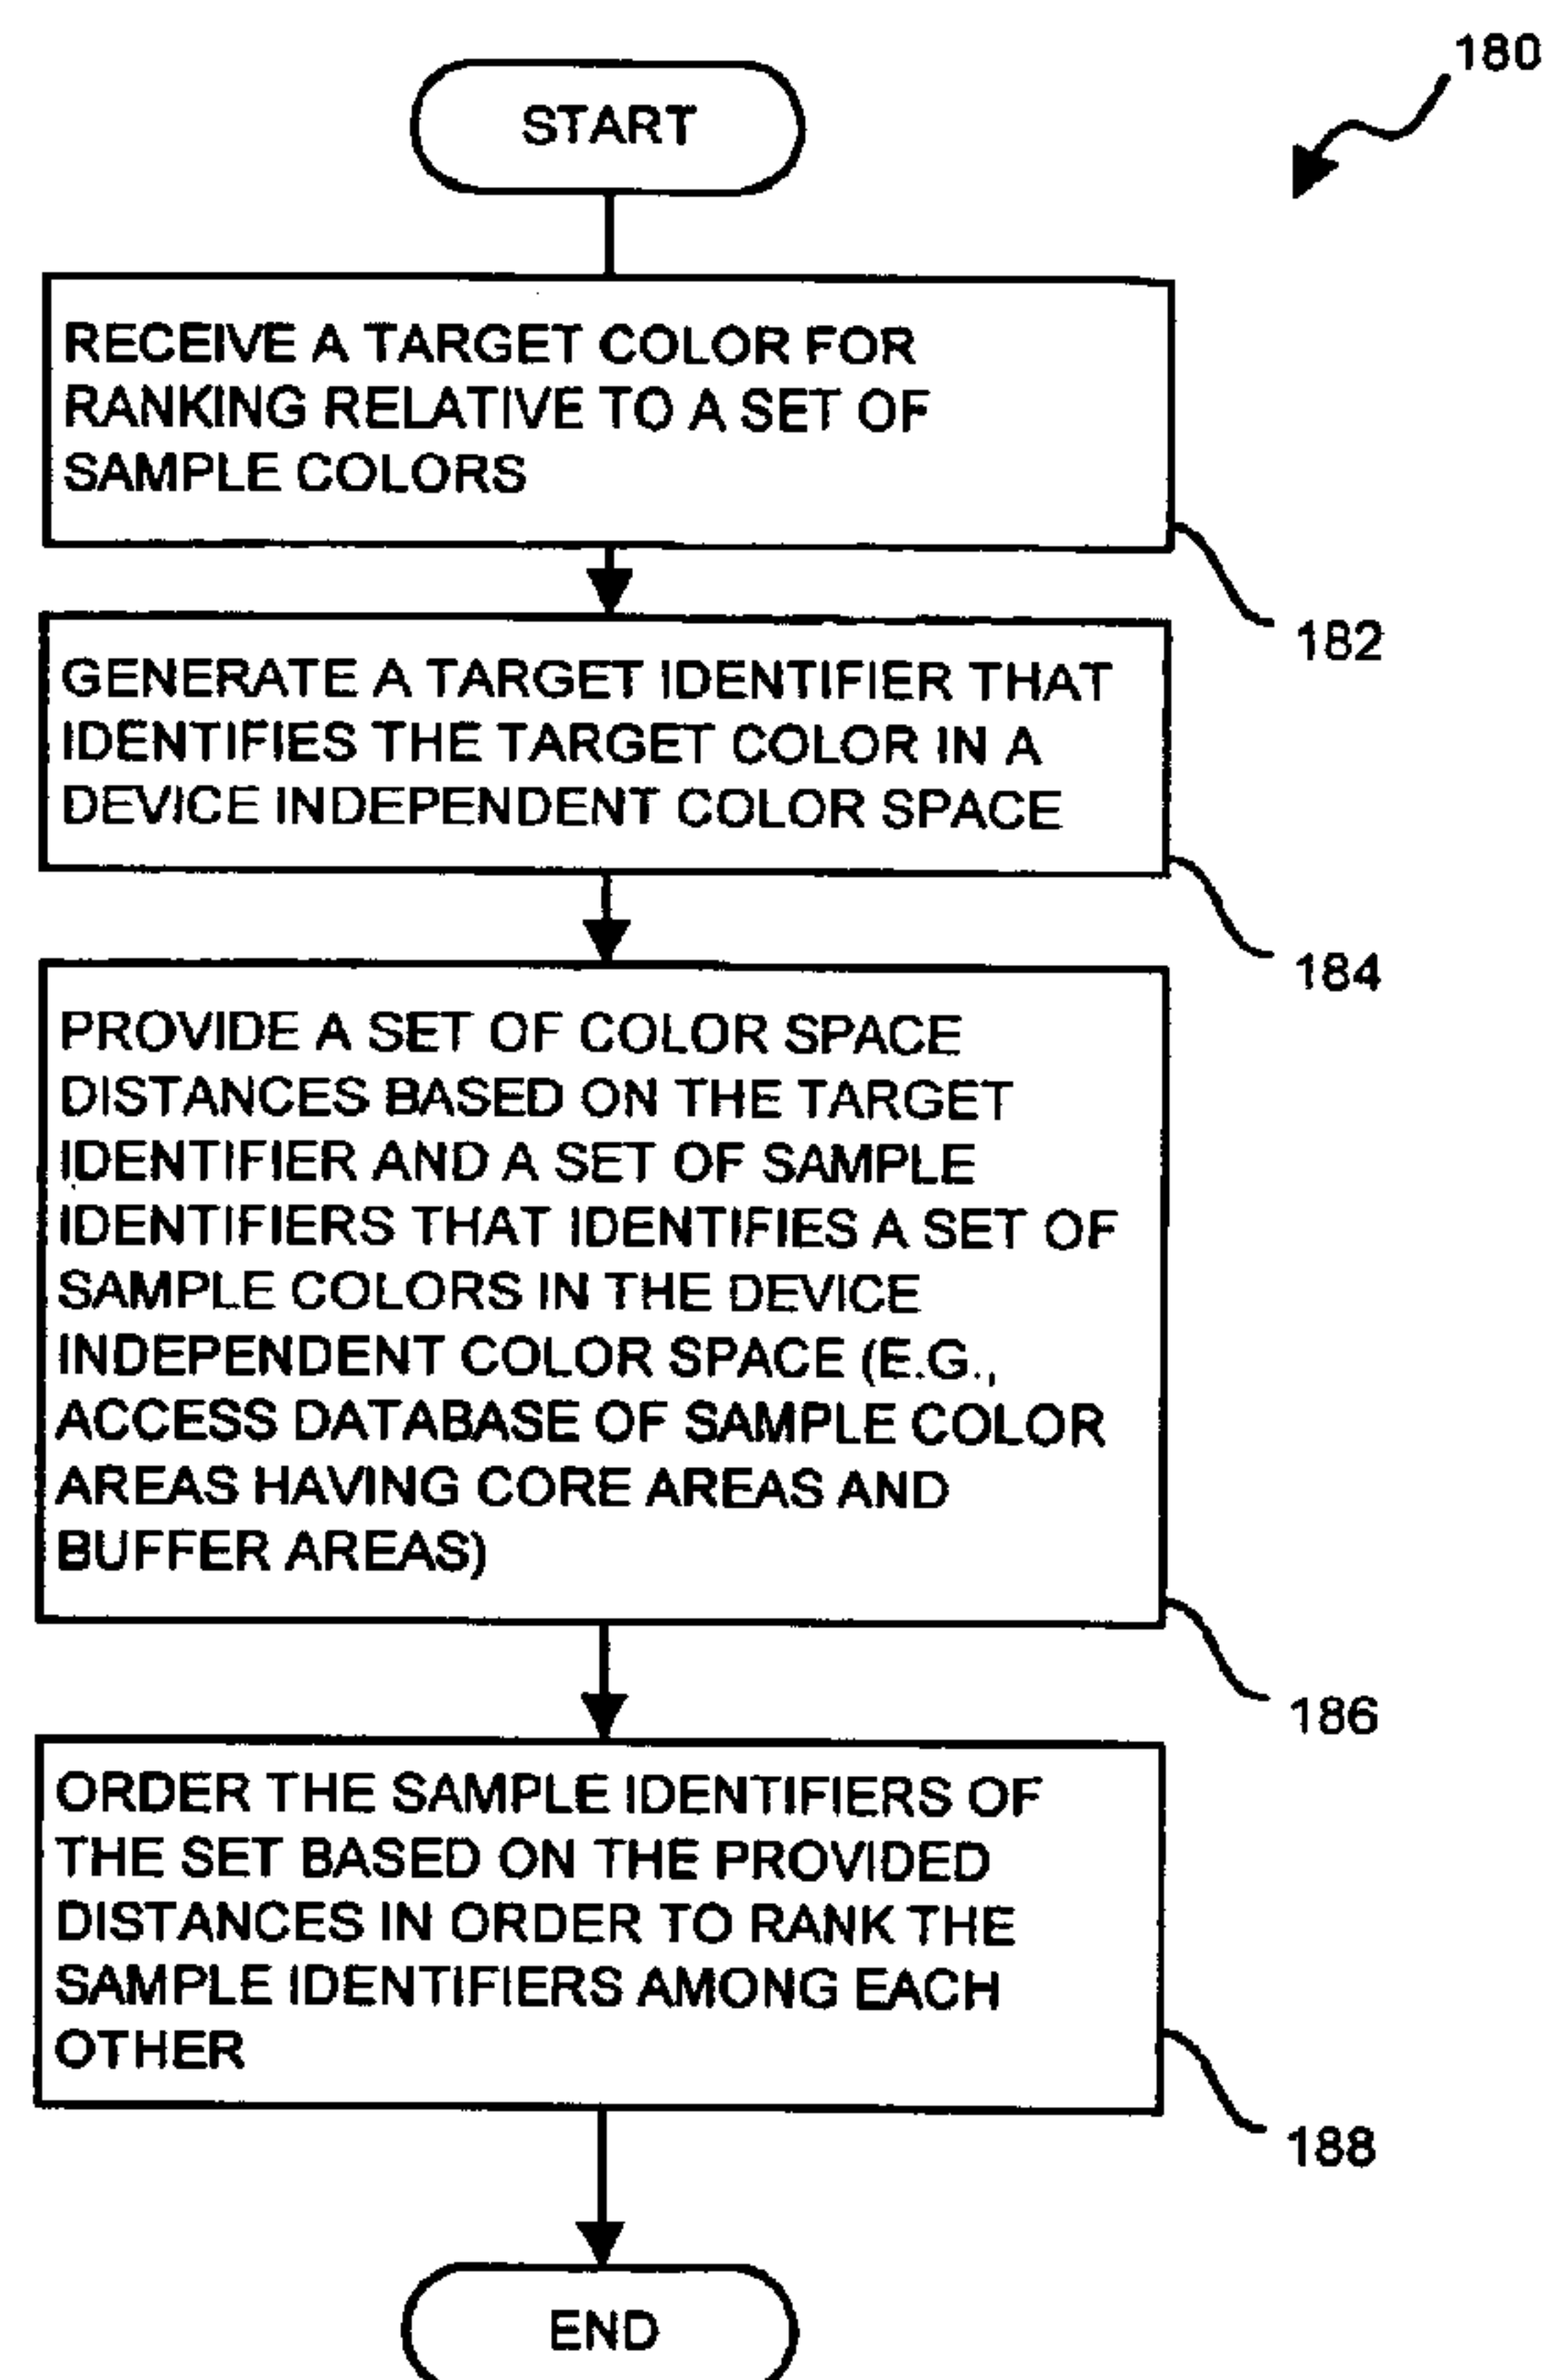 180
START
RECEIVE A TARGET COLOR FOR
RANKING RELATIVE TO A SET OF
SAMPLE COLORS
182
GENERATE A TARGET IDENTIFIER THAT
IDENTIFIES THE TARGET COLOR IN A
DEVICE INDEPENDENT COLOR SPACE
184
PROVIDE A SET OF COLOR SPACE
DISTANCES BASED ON THE TARGET
IDENTIFIER AND A SET OF SAMPLE
IDENTIFIERS THAT IDENTIFIES A SET OF
SAMPLE COLORS IN THE DEVICE
INDEPENDENT COLOR SPACE (E.G.,
ACCESS DATABASE OF SAMPLE COLOR
AREAS HAVING CORE AREAS AND
BUFFER AREAS)
186
ORDER THE SAMPLE IDENTIFIERS OF
THE SET BASED ON THE PROVIDED
DISTANCES IN ORDER TO RANK THE
SAMPLE IDENTIFIERS AMONG EACH
OTHER
188
END